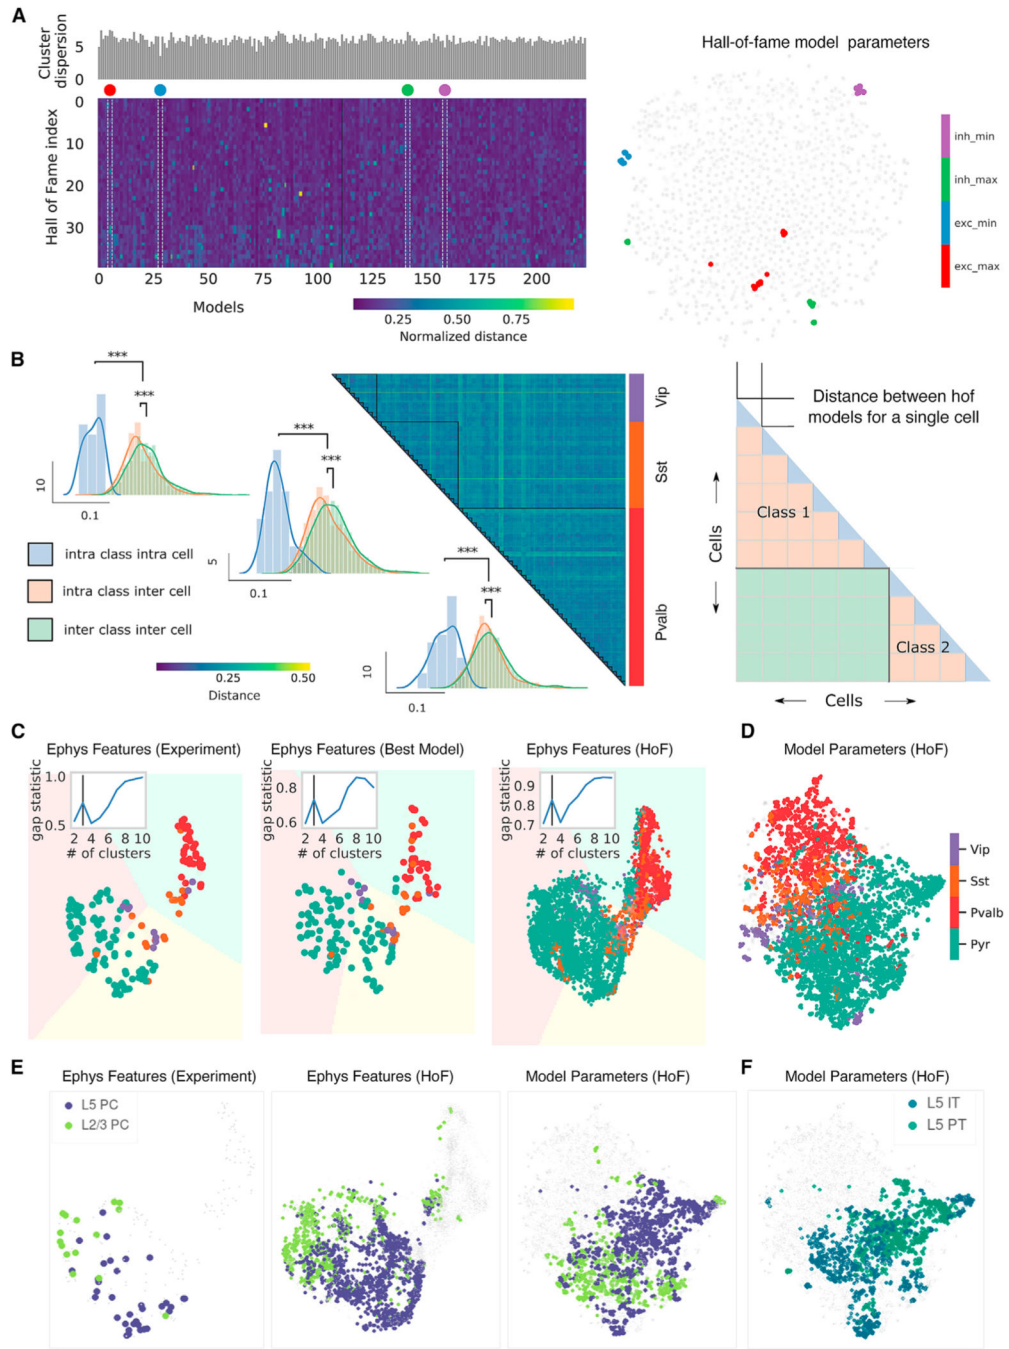 A
Cluster
dispersion
5
0
Hall of Fame index
0
10
20
30
0 25 50 75 100 125 150 175 200
Models
0.25 0.50 0.75
Normalized distance
Hall-of-fame model parameters
inh_min
inh_max
exc_min
exc_max
B
***
***
10
0.1
***
***
5
0.1
***
***
10
0.1
intra class intra cell
intra class inter cell
inter class inter cell
0.25 0.50
Distance
Vip
Sst
Pvalb
Distance between hof
models for a single cell
Class 1
Class 2
Cells
Cells
C
Ephys Features (Experiment)
gap statistic
1.0
0.5
2 4 6 8 10
# of clusters
Ephys Features (Best Model)
gap statistic
0.8
0.6
2 4 6 8 10
# of clusters
Ephys Features (HoF)
gap statistic
0.9
0.8
0.7
2 4 6 8 10
# of clusters
D
Model Parameters (HoF)
Vip
Sst
Pvalb
Pyr
E
Ephys Features (Experiment)
L5 PC
L2/3 PC
Ephys Features (HoF)
Model Parameters (HoF)
F
Model Parameters (HoF)
L5 IT
L5 PT